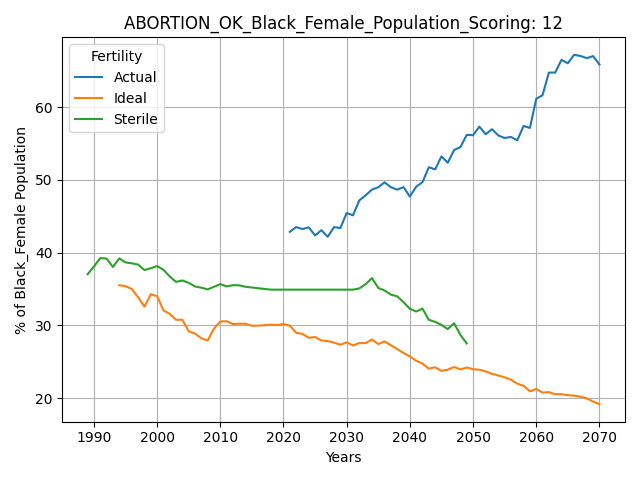 ABORTION_OK_Black_Female_Population_Scoring: 12
Fertility
Actual
Ideal
Sterile
% of Black_Female Population
60
50
40
30
20
1990 2000 2010 2020 2030 2040 2050 2060 2070
Years